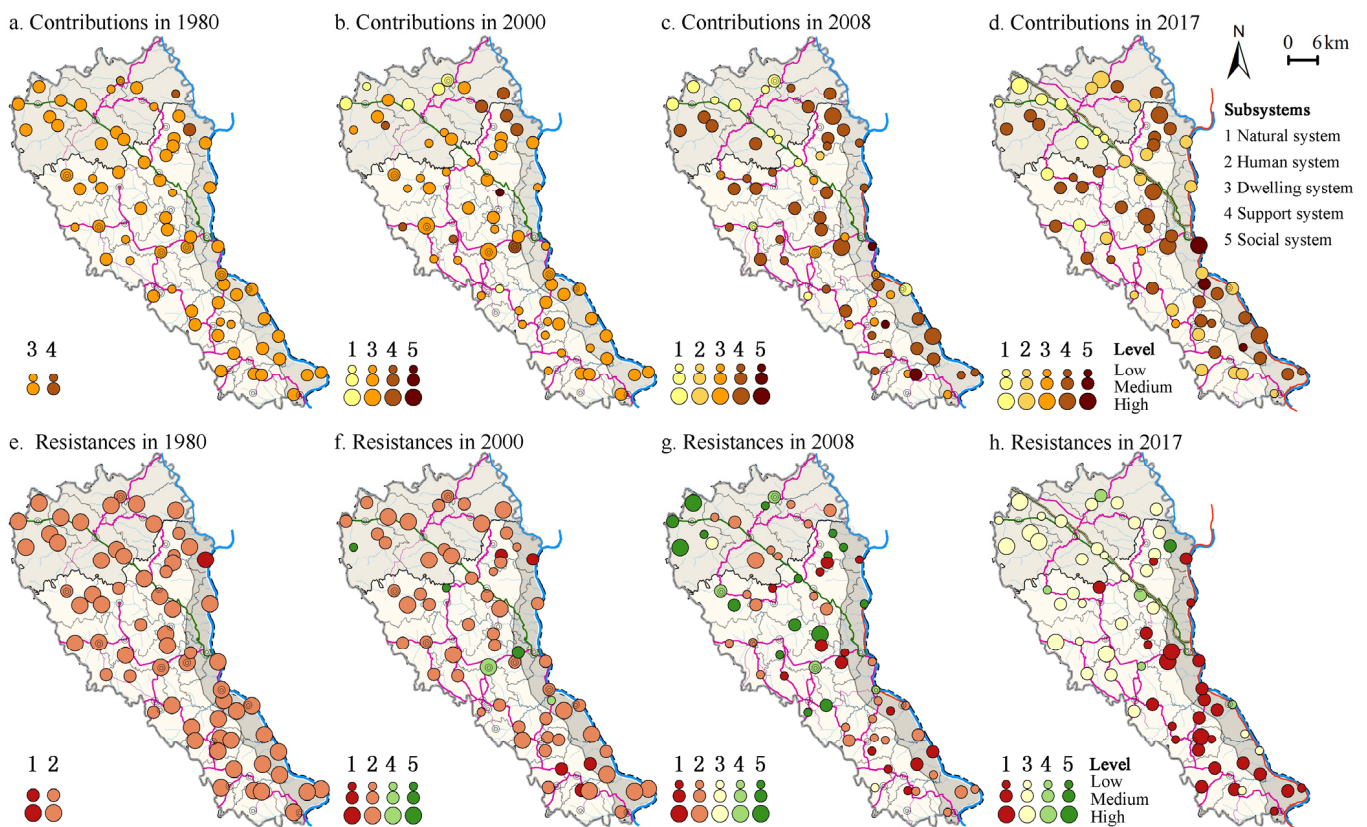 a. Contributions in 1980
b. Contributions in 2000
c. Contributions in 2008
d. Contributions in 2017
N
0 6 km
Subsystems
1 Natural system
2 Human system
3 Dwelling system
4 Support system
5 Social system
3 4
1 3 4 5
1 2 3 4 5
1 2 3 4 5 Level
Low
Medium
High
e. Resistances in 1980
f. Resistances in 2000
g. Resistances in 2008
h. Resistances in 2017
1 2
1 2 4 5
1 2 3 4 5
1 3 4 5 Level
Low
Medium
High